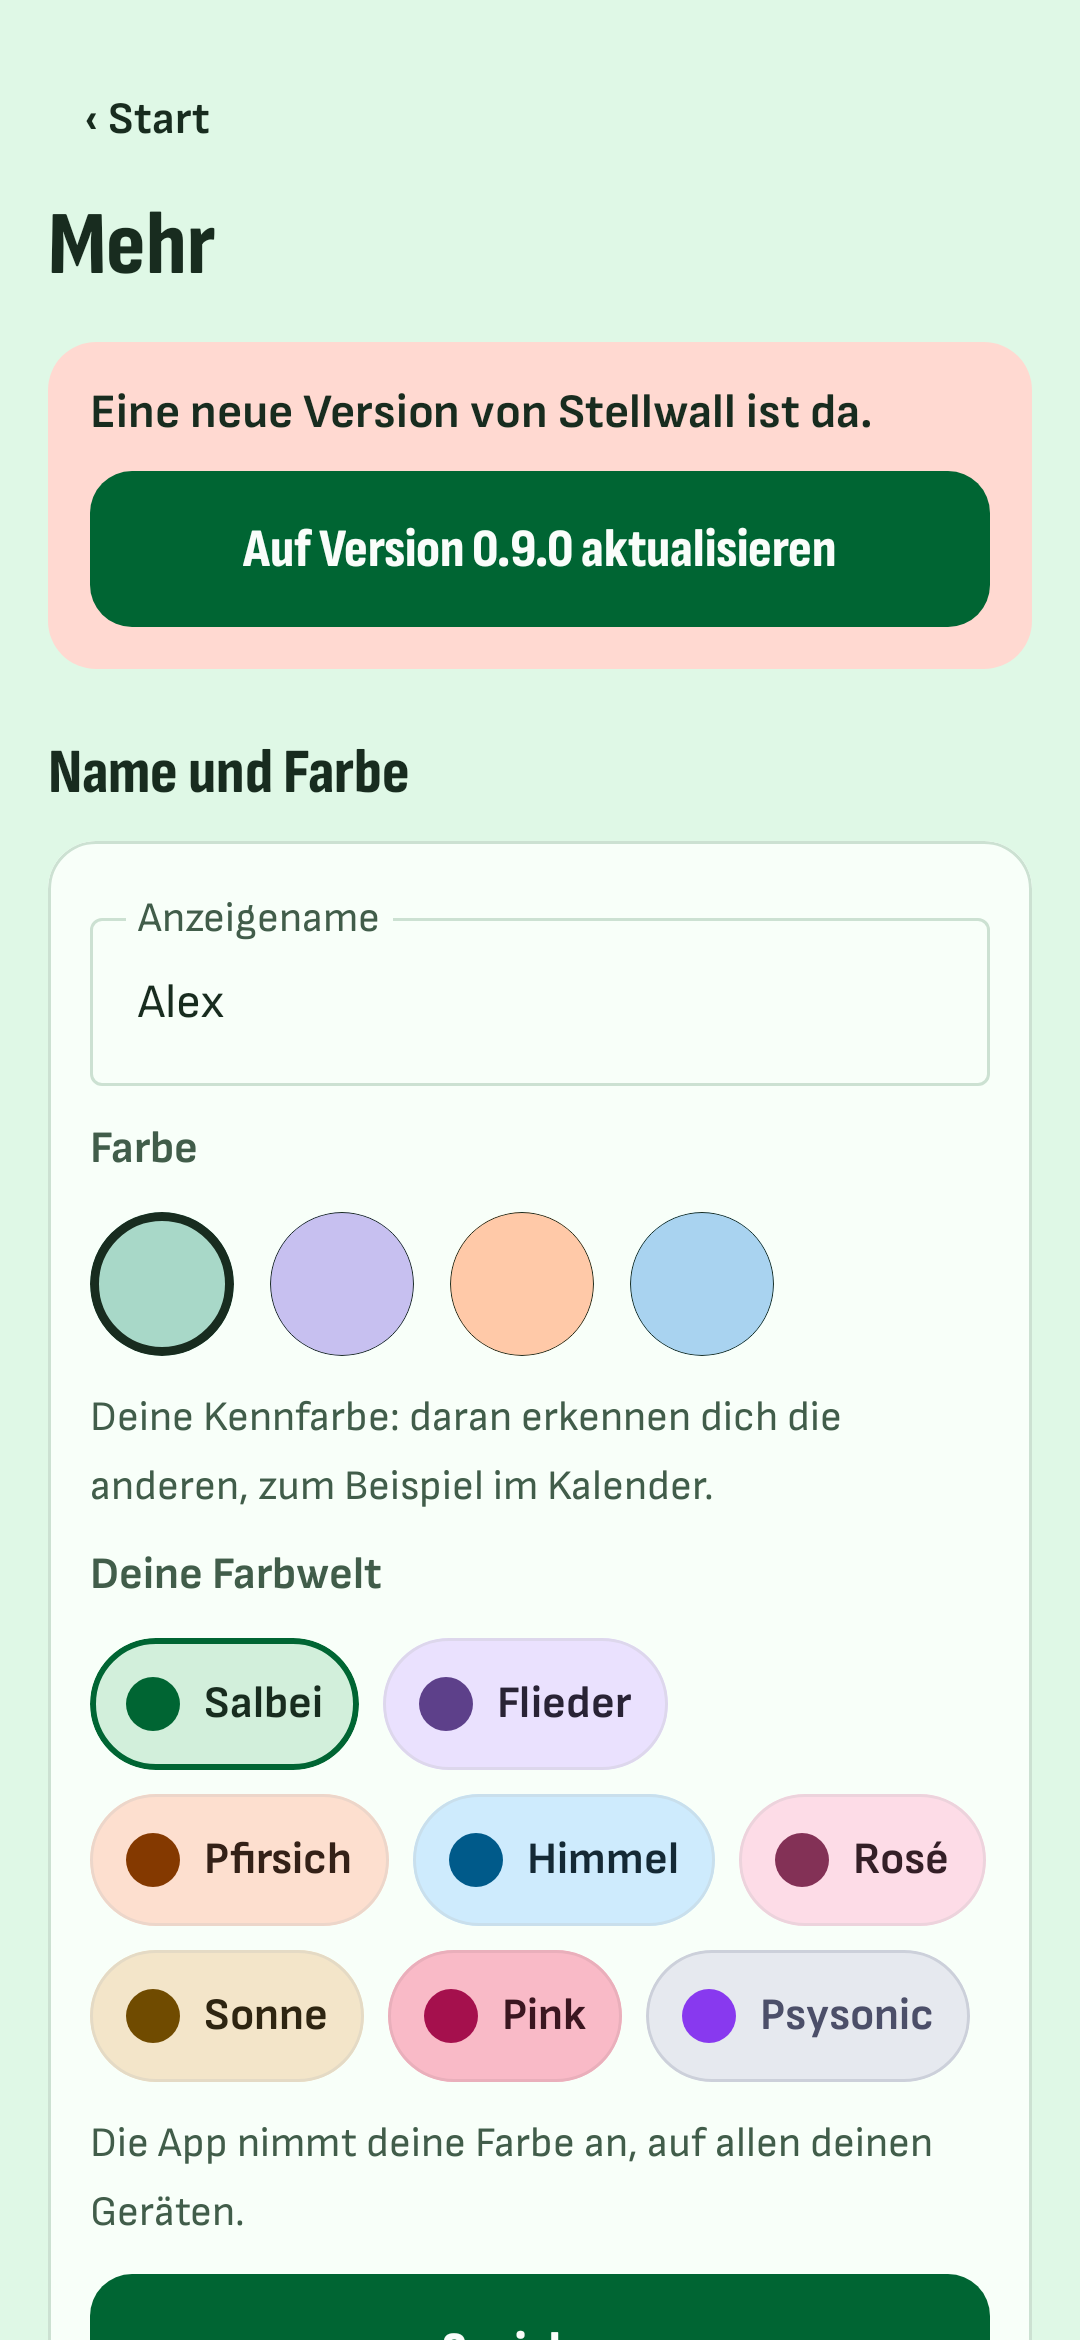 ‹ Start
Mehr
Eine neue Version von Stellwall ist da.
Auf Version 0.9.0 aktualisieren
Name und Farbe
Anzeigename
Alex
Farbe
Deine Kennfarbe: daran erkennen dich die
anderen, zum Beispiel im Kalender.
Deine Farbwelt
Salbei Flieder
Pfirsich Himmel Rosé
Sonne Pink Psysonic
Die App nimmt deine Farbe an, auf allen deinen
Geräten.